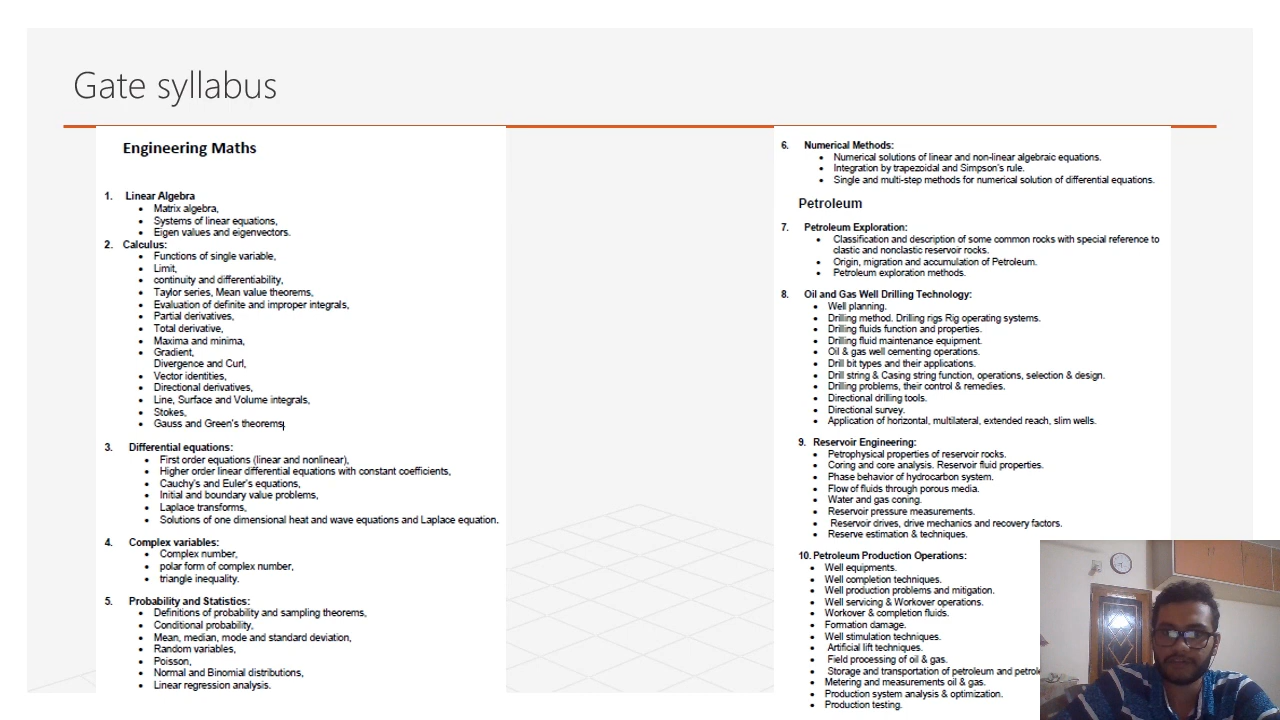 Gate syllabus
Engineering Maths
1. Linear Algebra
• Matrix algebra,
• Systems of linear equations,
• Eigen values and eigenvectors.
2. Calculus:
• Functions of single variable,
• Limit,
• continuity and differentiability,
• Taylor series, Mean value theorems,
• Evaluation of definite and improper integrals,
• Partial derivatives,
• Total derivative,
• Maxima and minima,
• Gradient,
Divergence and Curl,
• Vector identities,
• Directional derivatives,
• Line, Surface and Volume integrals,
• Stokes,
• Gauss and Green's theorems
3. Differential equations:
• First order equations (linear and nonlinear),
• Higher order linear differential equations with constant coefficients,
• Cauchy's and Euler's equations,
• Initial and boundary value problems,
• Laplace transforms,
• Solutions of one dimensional heat and wave equations and Laplace equation.
4. Complex variables:
• Complex number,
• polar form of complex number,
• triangle inequality.
5. Probability and Statistics:
• Definitions of probability and sampling theorems,
• Conditional probability,
• Mean, median, mode and standard deviation,
• Random variables,
• Poisson,
• Normal and Binomial distributions,
• Linear regression analysis.
6. Numerical Methods:
• Numerical solutions of linear and non-linear algebraic equations.
• Integration by trapezoidal and Simpson's rule.
• Single and multi-step methods for numerical solution of differential equations.
Petroleum
7. Petroleum Exploration:
• Classification and description of some common rocks with special reference to
clastic and nonclastic reservoir rocks.
• Origin, migration and accumulation of Petroleum.
• Petroleum exploration methods.
8. Oil and Gas Well Drilling Technology:
• Well planning.
• Drilling method. Drilling rigs Rig operating systems.
• Drilling fluids function and properties.
• Drilling fluid maintenance equipment.
• Oil & gas well cementing operations.
• Drill bit types and their applications.
• Drill string & Casing string function, operations, selection & design.
• Drilling problems, their control & remedies.
• Directional drilling tools.
• Directional survey.
• Application of horizontal, multilateral, extended reach, slim wells.
9. Reservoir Engineering:
• Petrophysical properties of reservoir rocks.
• Coring and core analysis. Reservoir fluid properties.
• Phase behavior of hydrocarbon system.
• Flow of fluids through porous media.
• Water and gas coning.
• Reservoir pressure measurements.
• Reservoir drives, drive mechanics and recovery factors.
• Reserve estimation & techniques.
10. Petroleum Production Operations:
• Well equipments.
• Well completion techniques.
• Well production problems and mitigation.
• Well servicing & Workover operations.
• Workover & completion fluids.
• Formation damage.
• Well stimulation techniques.
• Artificial lift techniques.
• Field processing of oil & gas.
• Storage and transportation of petroleum and
• Metering and measurements oil & gas.
• Production system analysis & optimization.
• Production testing.